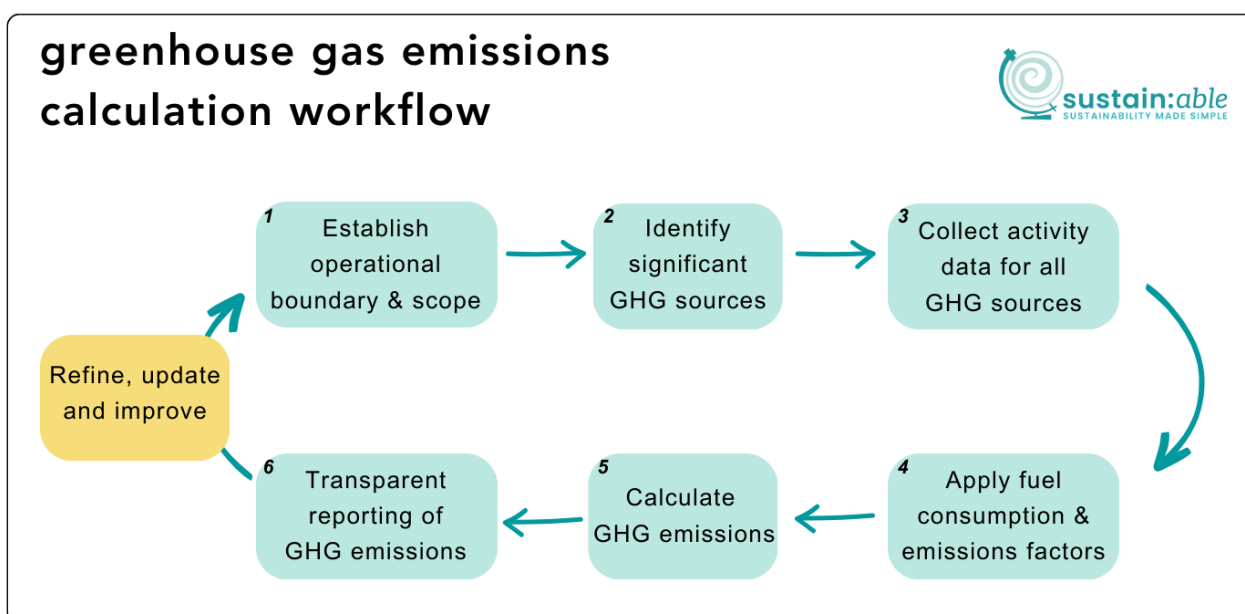 greenhouse gas emissions
calculation workflow
sustain:able
SUSTAINABILITY MADE SIMPLE
1
Establish
operational
boundary & scope
2
Identify
significant
GHG sources
3
Collect activity
data for all
GHG sources
4
Apply fuel
consumption &
emissions factors
5
Calculate
GHG emissions
6
Transparent
reporting of
GHG emissions
Refine, update
and improve